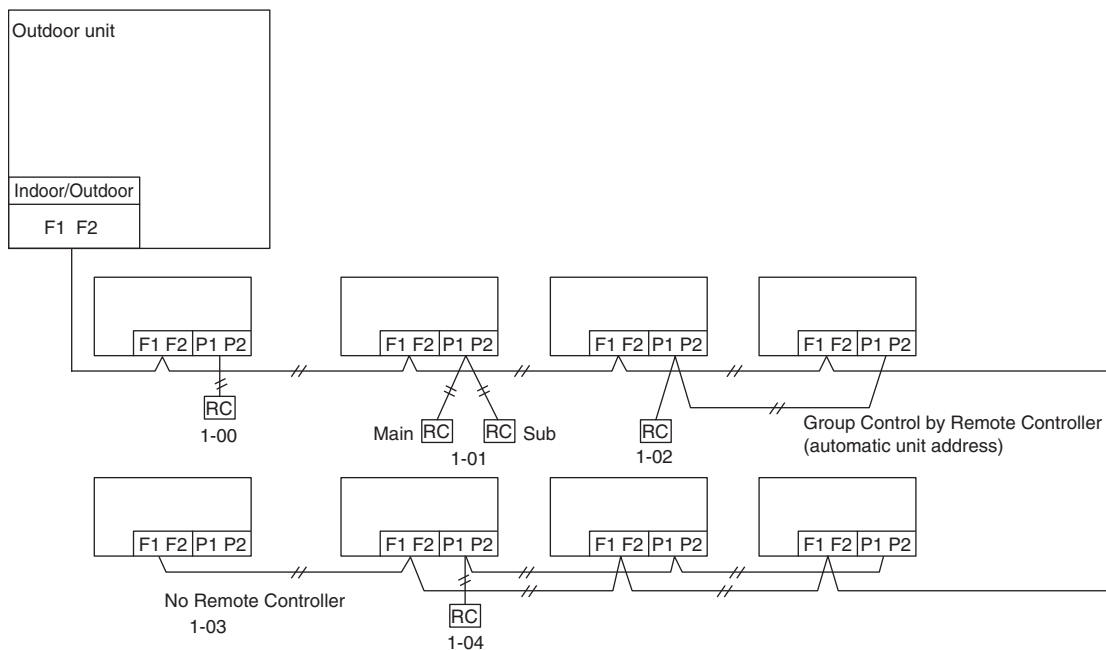 Outdoor unit
Indoor/Outdoor
F1 F2
F1 F2 P1 P2
F1 F2 P1 P2
F1 F2 P1 P2
F1 F2 P1 P2
RC
1-00
Main RC RC Sub
1-01
RC
1-02
Group Control by Remote Controller
(automatic unit address)
F1 F2 P1 P2
F1 F2 P1 P2
F1 F2 P1 P2
F1 F2 P1 P2
No Remote Controller
1-03
RC
1-04